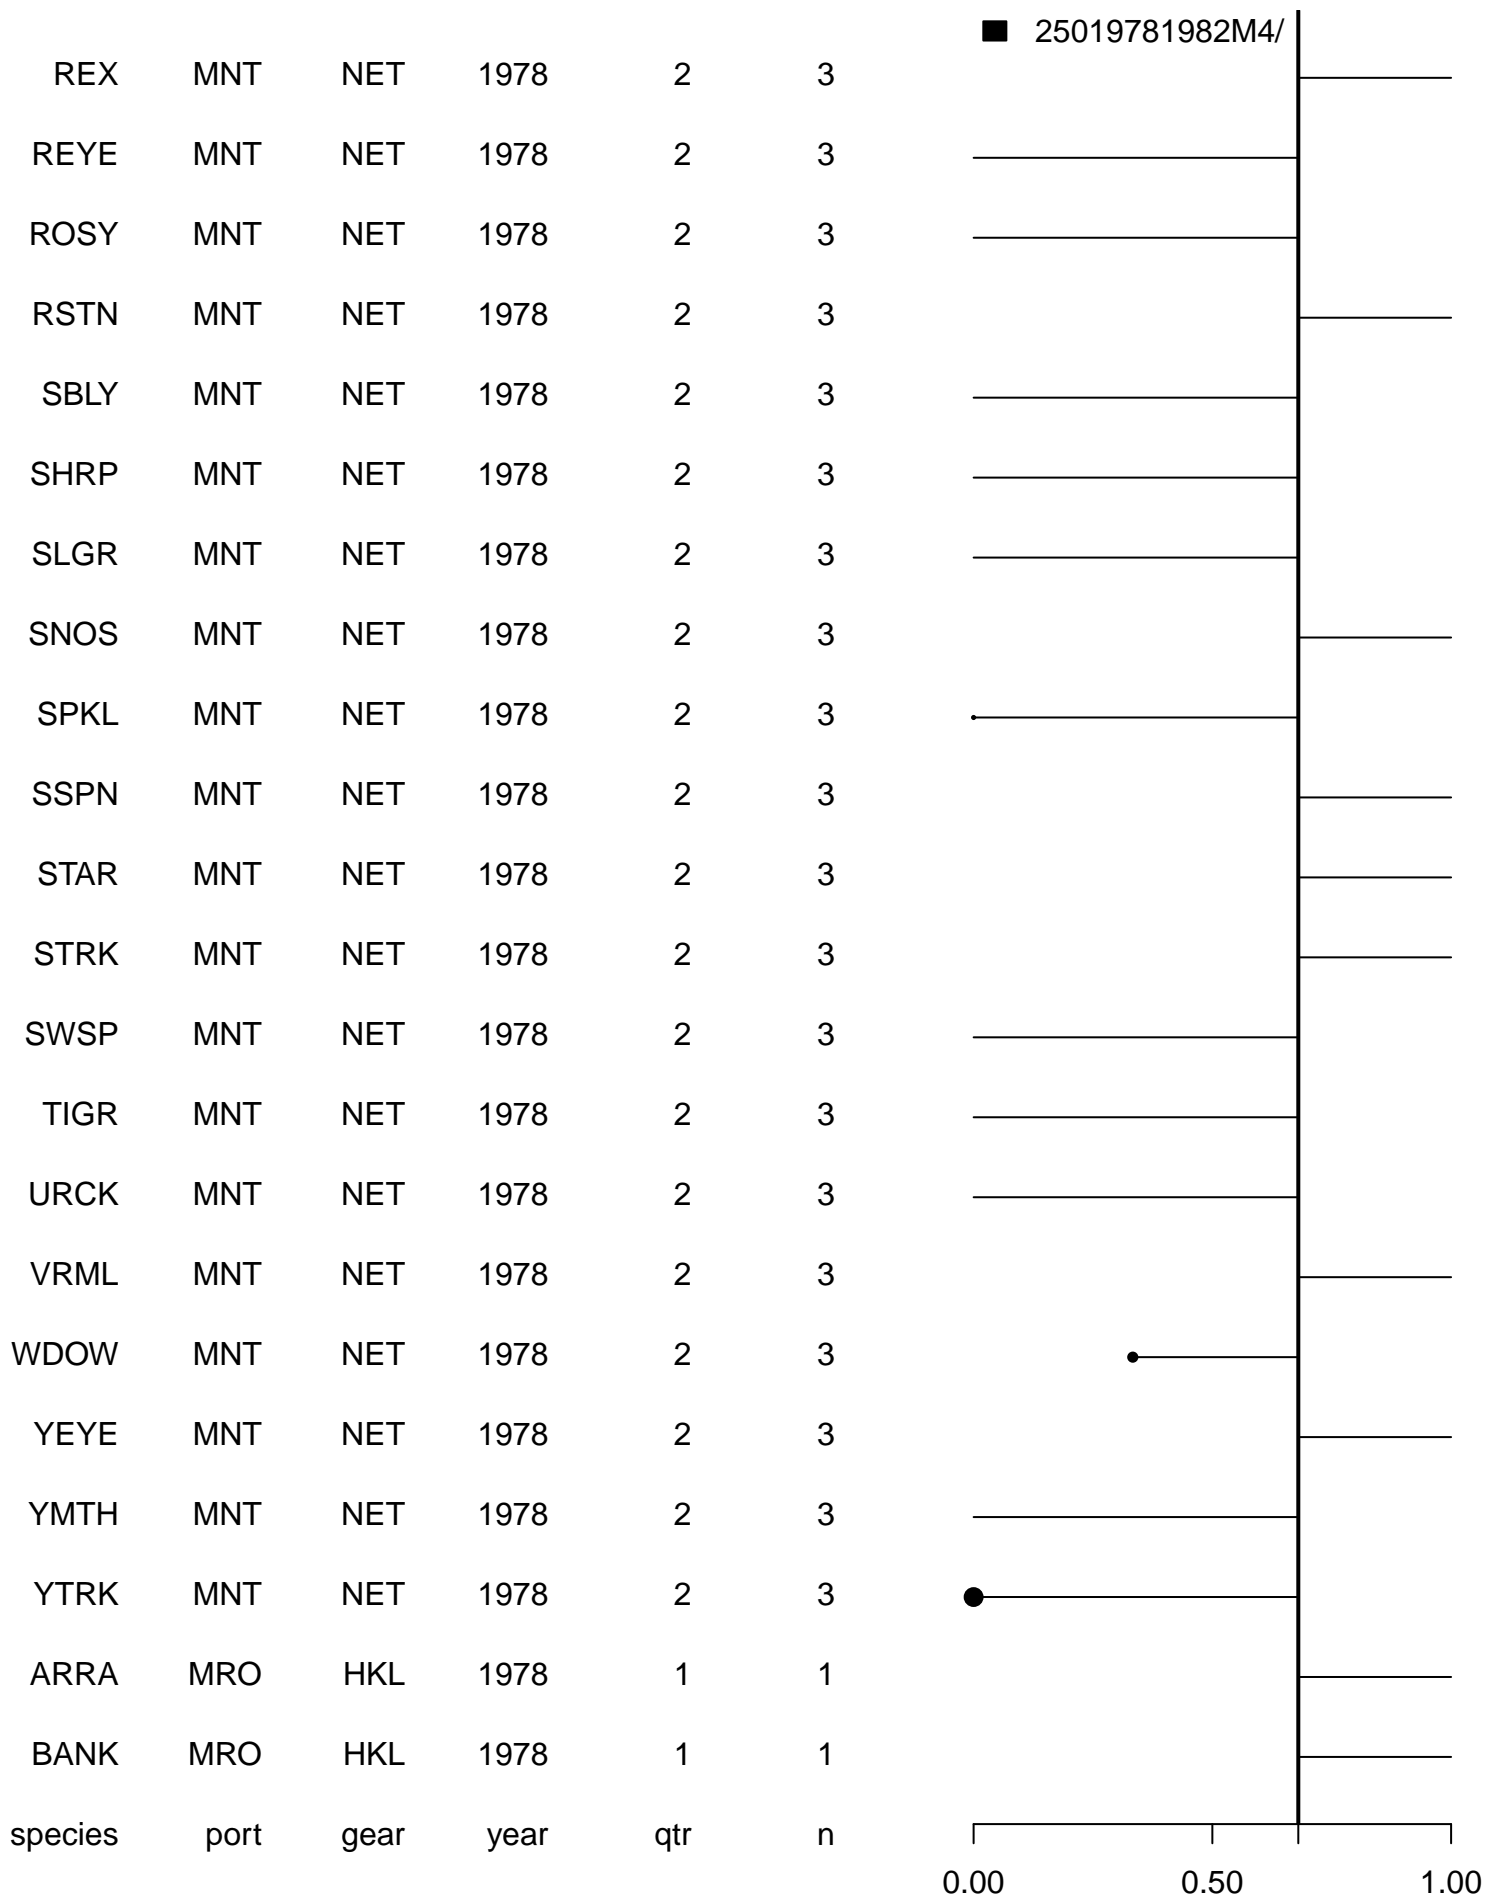 25019781982M4/
REX MNT NET 1978 2 3
REYE MNT NET 1978 2 3
ROSY MNT NET 1978 2 3
RSTN MNT NET 1978 2 3
SBLY MNT NET 1978 2 3
SHRP MNT NET 1978 2 3
SLGR MNT NET 1978 2 3
SNOS MNT NET 1978 2 3
SPKL MNT NET 1978 2 3
SSPN MNT NET 1978 2 3
STAR MNT NET 1978 2 3
STRK MNT NET 1978 2 3
SWSP MNT NET 1978 2 3
TIGR MNT NET 1978 2 3
URCK MNT NET 1978 2 3
VRML MNT NET 1978 2 3
WDOW MNT NET 1978 2 3
YEYE MNT NET 1978 2 3
YMTH MNT NET 1978 2 3
YTRK MNT NET 1978 2 3
ARRA MRO HKL 1978 1 1
BANK MRO HKL 1978 1 1
species port gear year qtr n
0.00 0.50 1.00